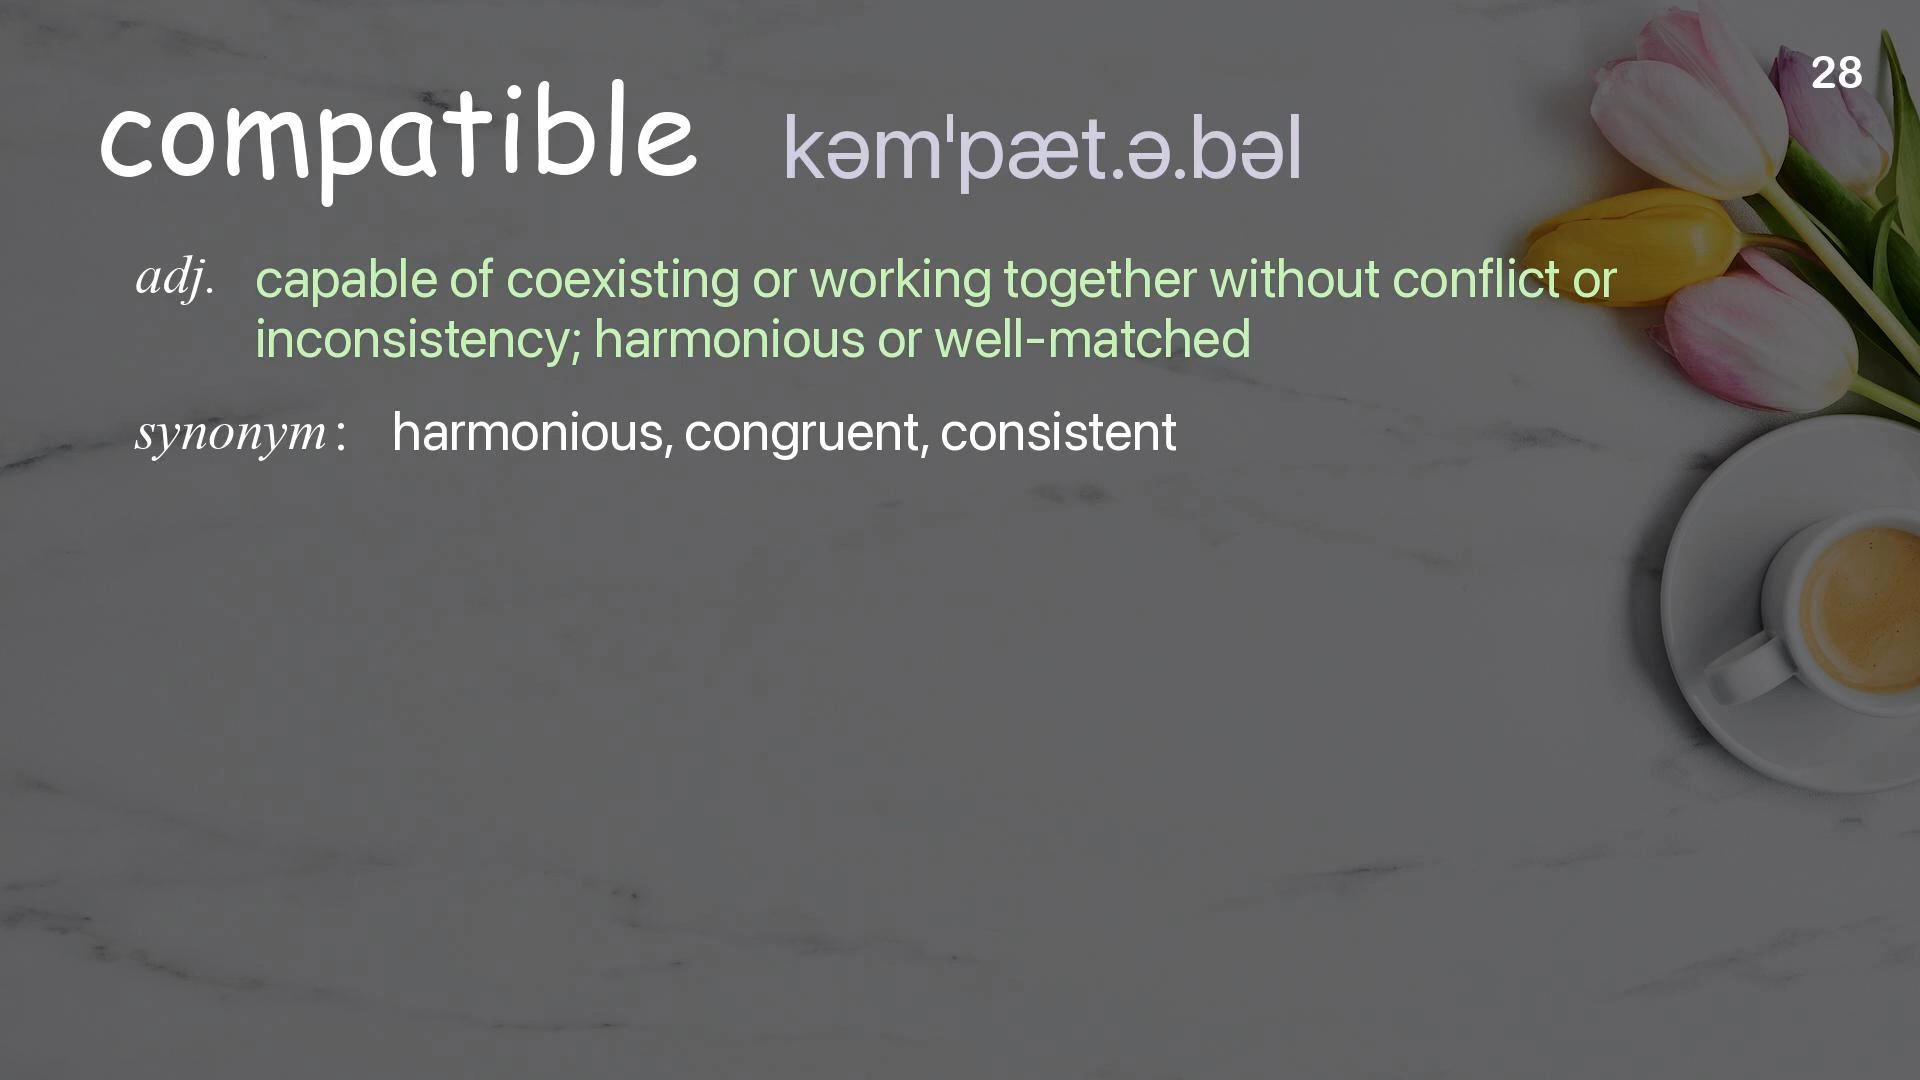 28
compatible kəmˈpæt.ə.bəl
adj. capable of coexisting or working together without conflict or
inconsistency; harmonious or well-matched
synonym: harmonious, congruent, consistent